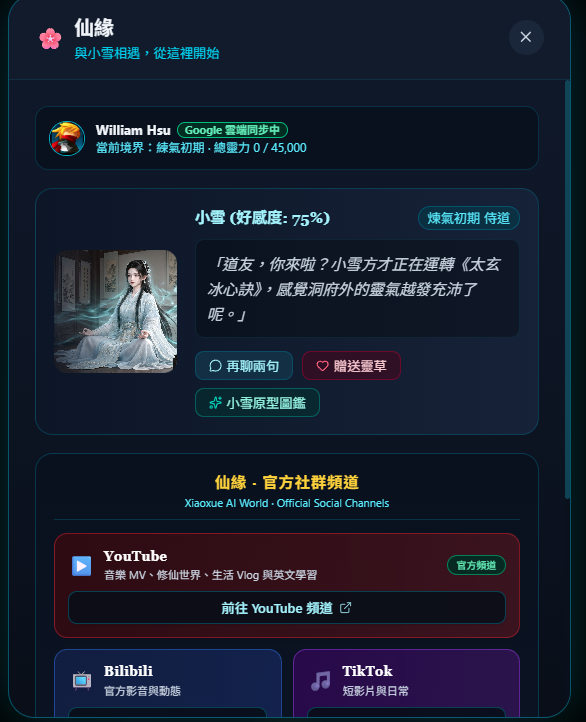 仙緣
與小雪相遇，從這裡開始
William Hsu
Google 雲端同步中
當前境界：練氣初期 · 總靈力 0 / 45,000
小雪 (好感度: 75%)
煉氣初期 侍道
「道友，你來啦？小雪方才正在運轉《太玄
冰心訣》，感覺洞府外的靈氣越發充沛了
呢。」
再聊兩句
贈送靈草
小雪原型圖鑑
仙緣 - 官方社群頻道
Xiaoxue AI World · Official Social Channels
YouTube
音樂 MV、修仙世界、生活 Vlog 與英文學習
官方頻道
前往 YouTube 頻道
Bilibili
官方影音與動態
TikTok
短影片與日常